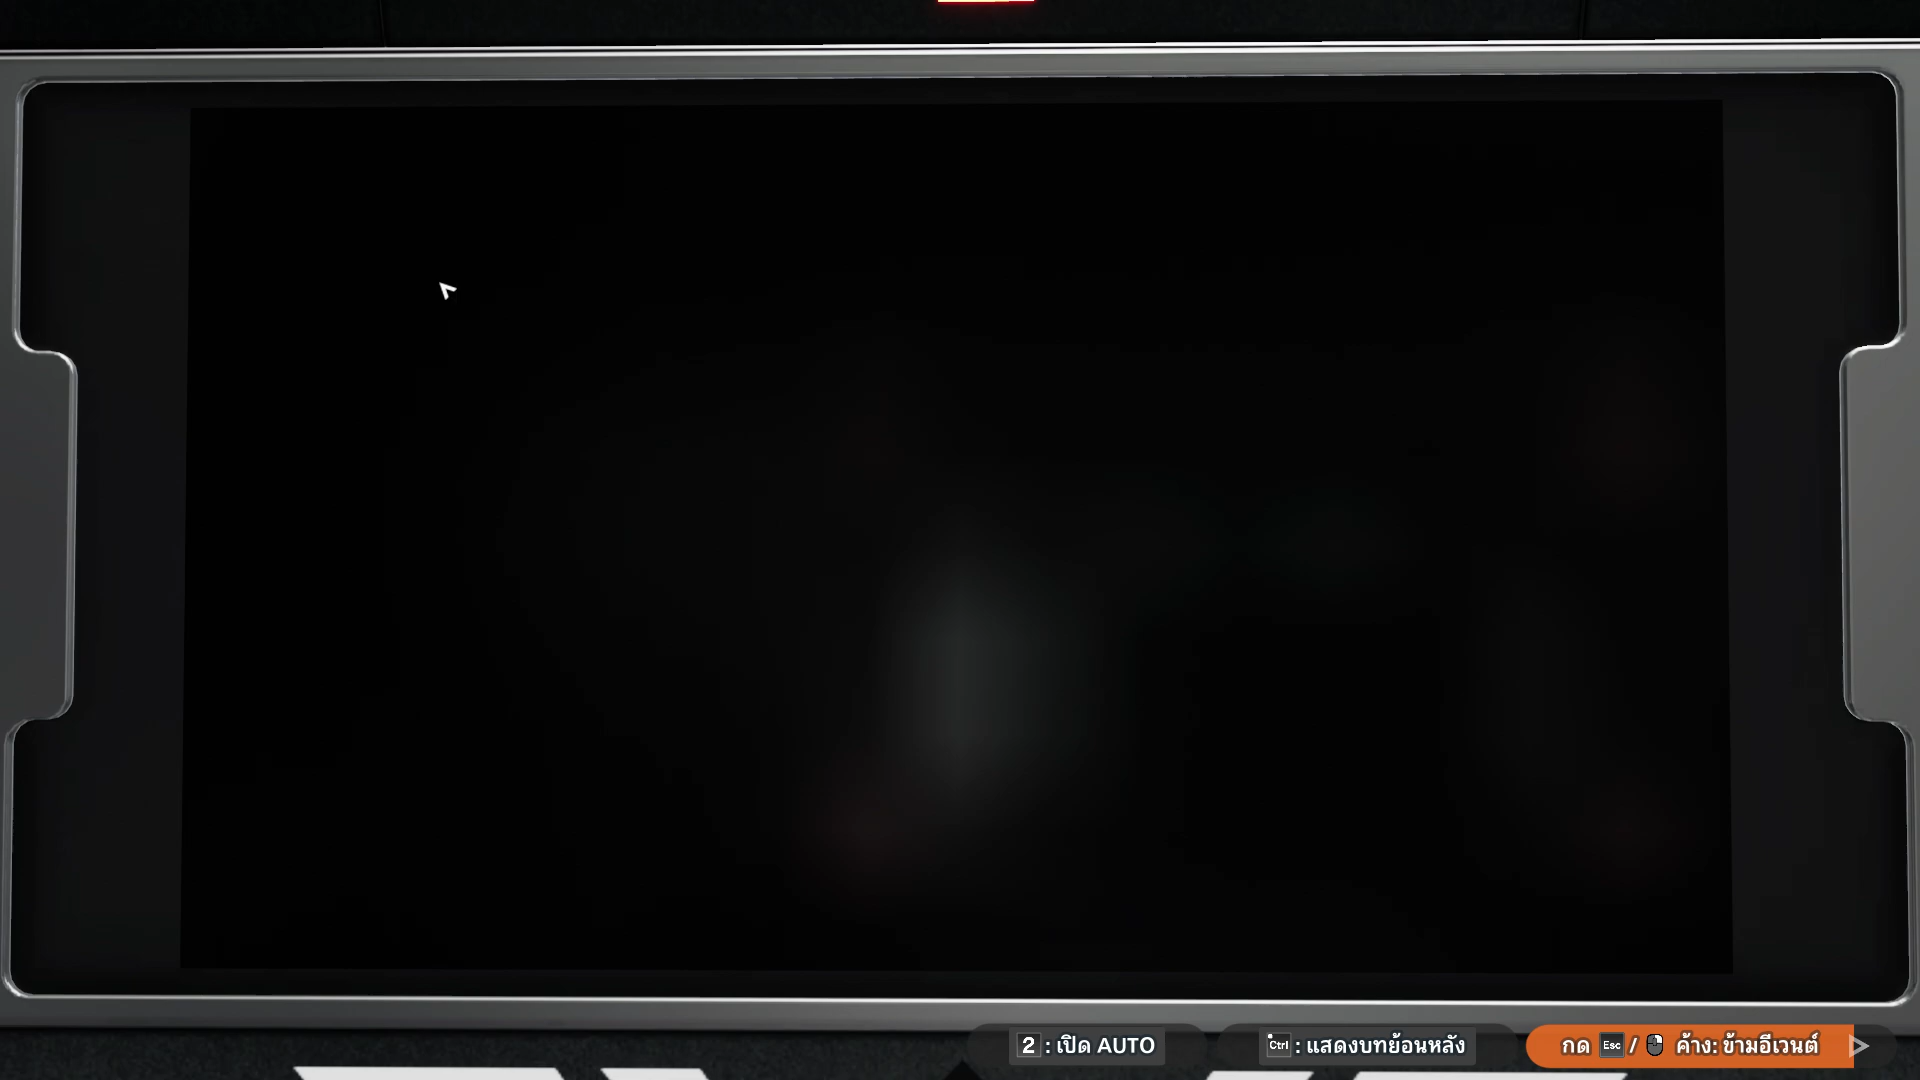 2 : เปิด AUTO
Ctrl : แสดงบทย้อนหลัง
กด Esc / ค้าง: ข้ามอีเวนต์